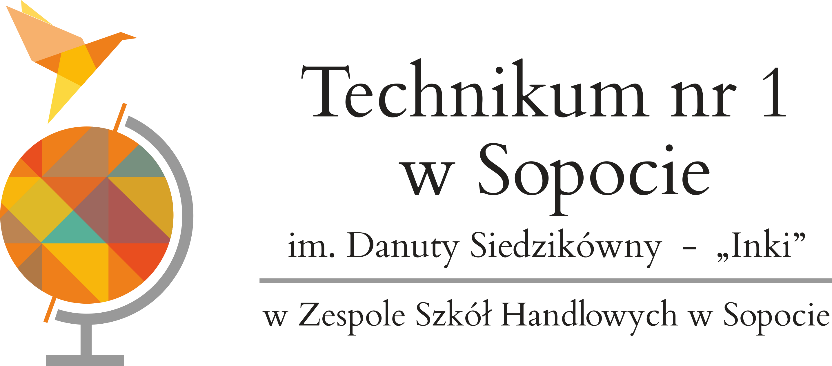 Technikum nr 1
w Sopocie
im. Danuty Siedzikówny - „Inki”
w Zespole Szkół Handlowych w Sopocie